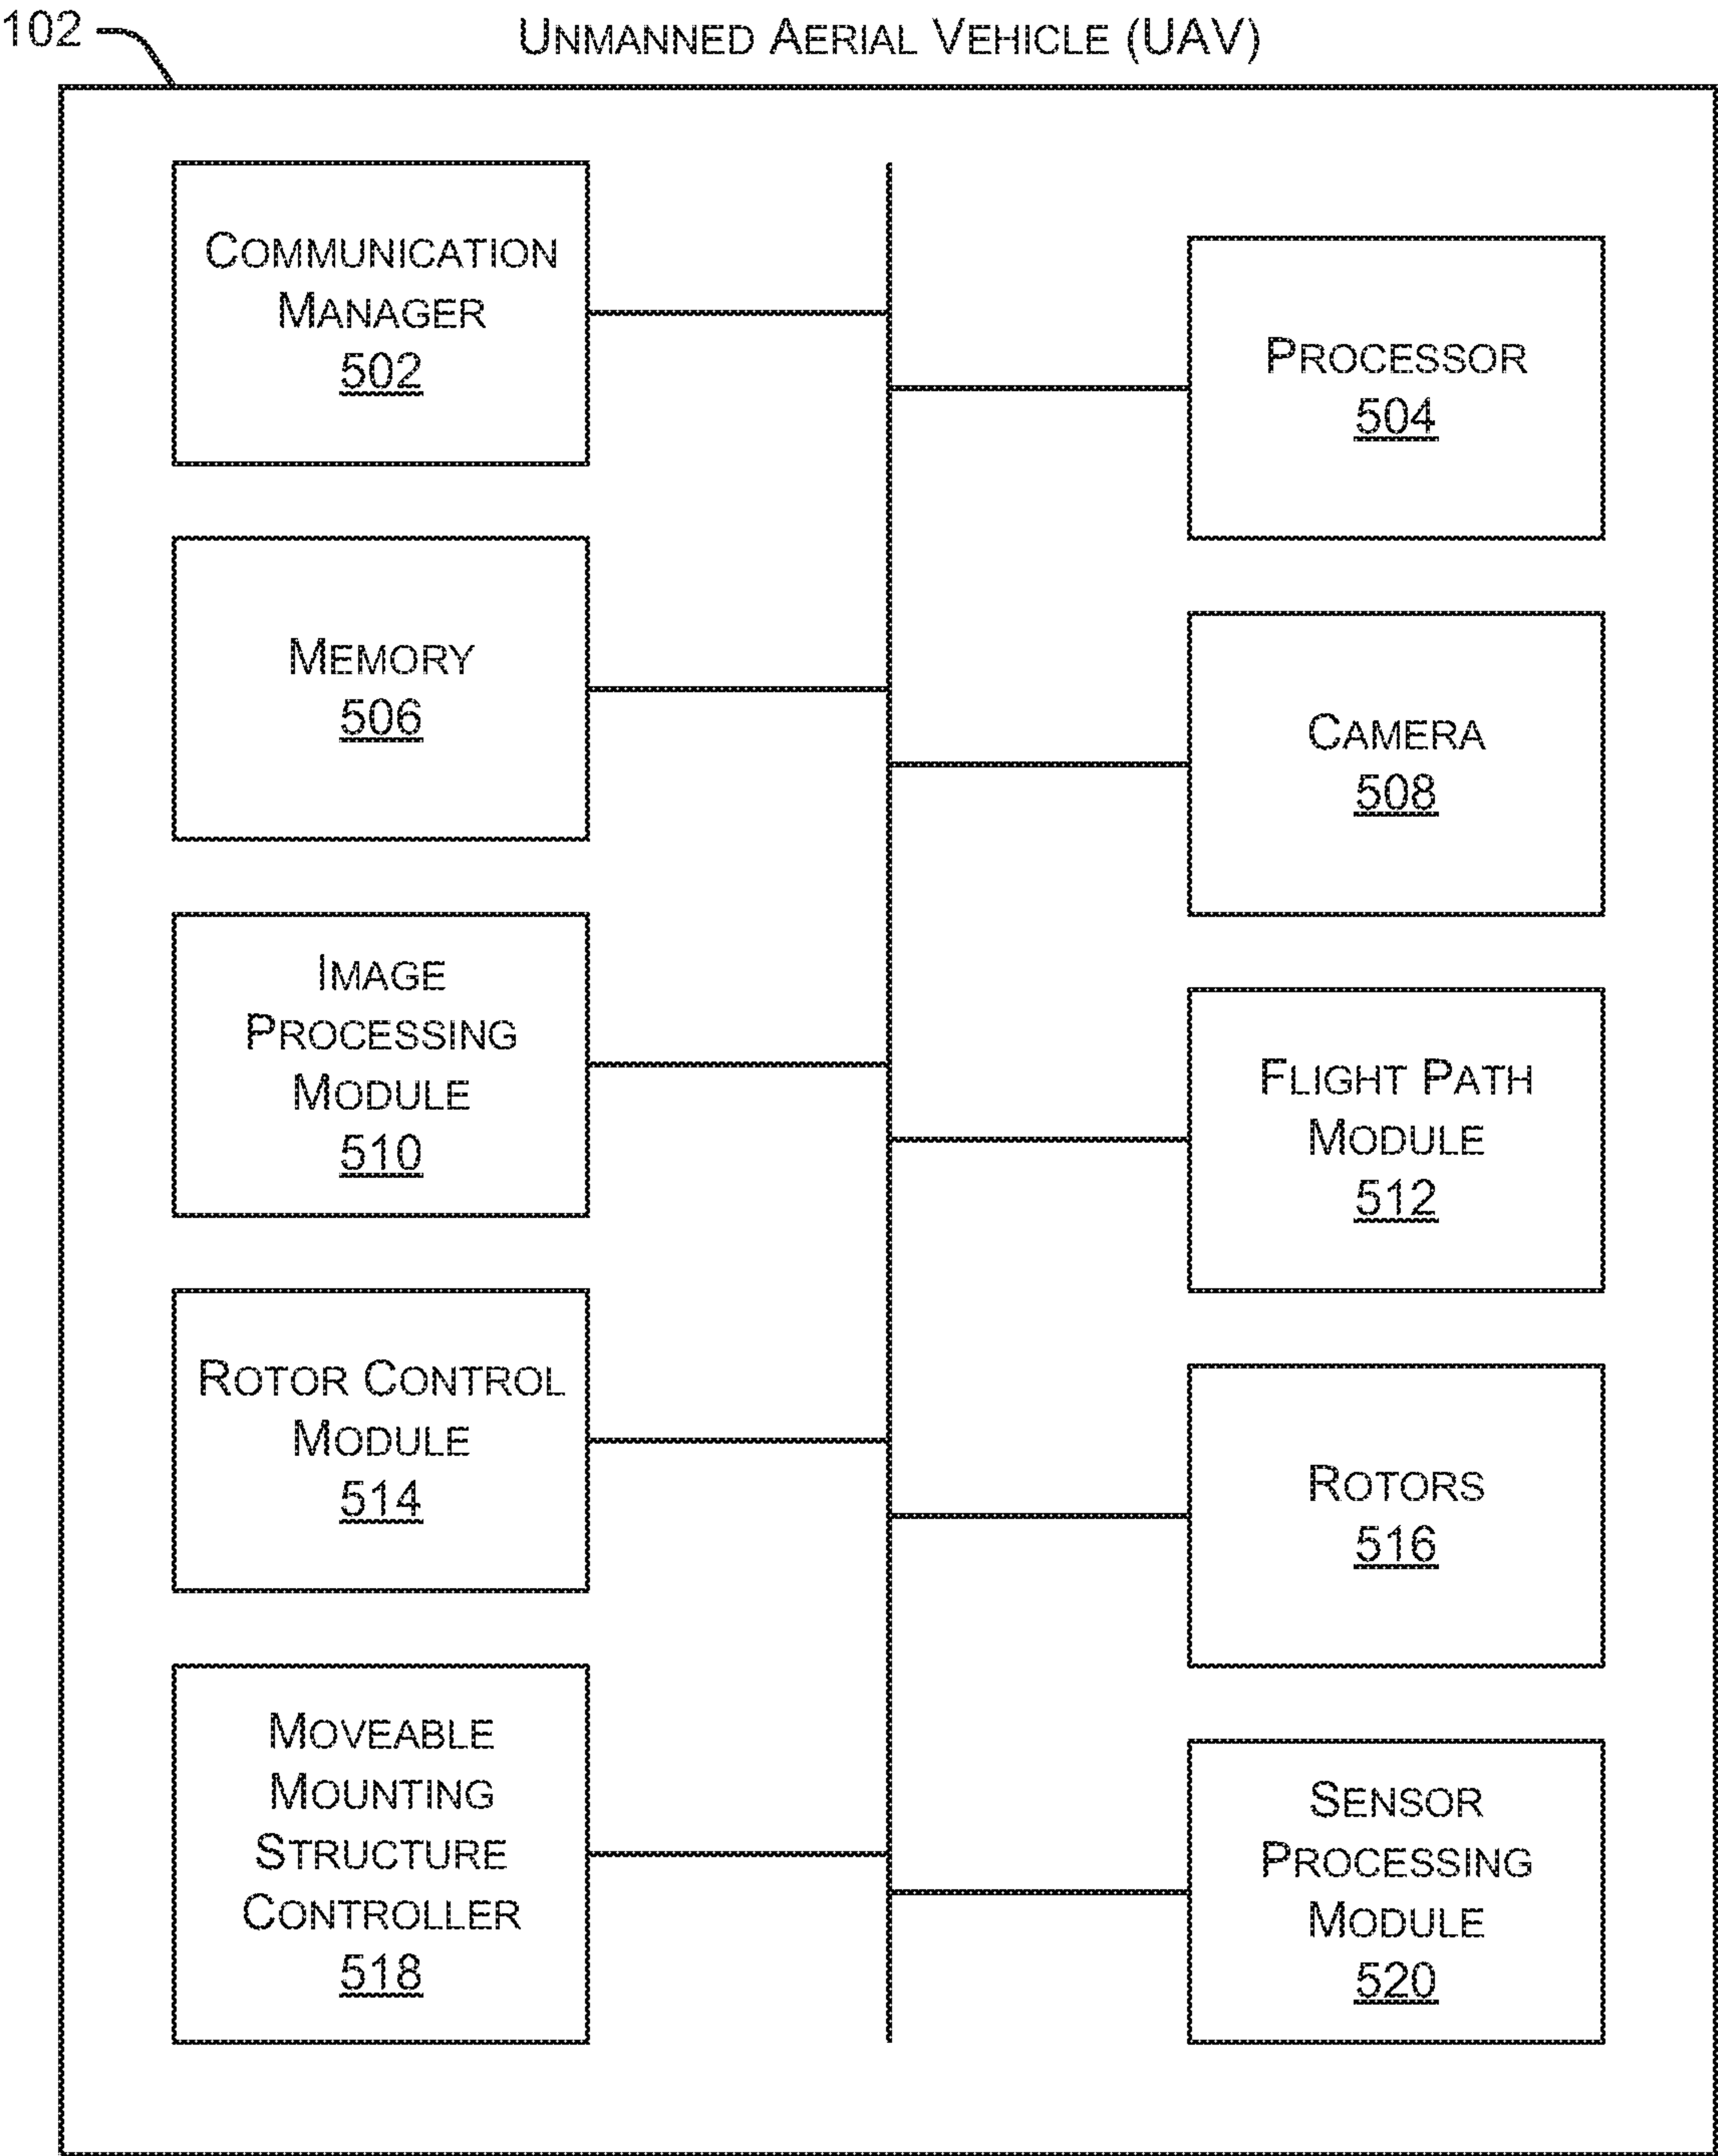 102
UNMANNED AERIAL VEHICLE (UAV)
COMMUNICATION
MANAGER
502
PROCESSOR
504
MEMORY
506
CAMERA
508
IMAGE
PROCESSING
MODULE
510
FLIGHT PATH
MODULE
512
ROTOR CONTROL
MODULE
514
ROTORS
516
MOVEABLE
MOUNTING
STRUCTURE
CONTROLLER
518
SENSOR
PROCESSING
MODULE
520